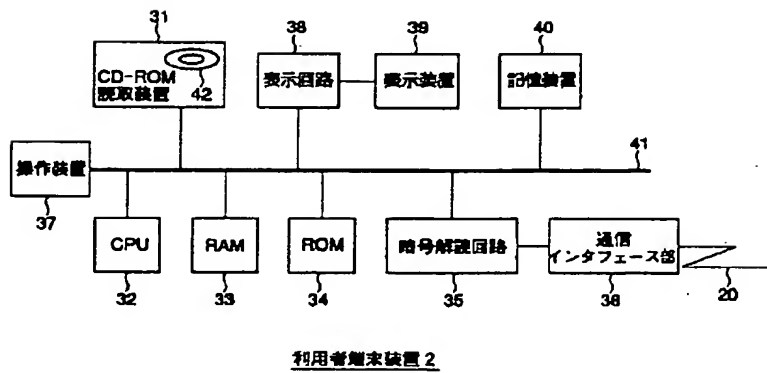 31
38
39
40
CD-ROM
読取装置
42
表示回路
表示装置
記憶装置
操作装置
37
41
CPU
RAM
ROM
暗号解読回路
通信
インタフェース部
32
33
34
35
38
20
利用者端末装置2